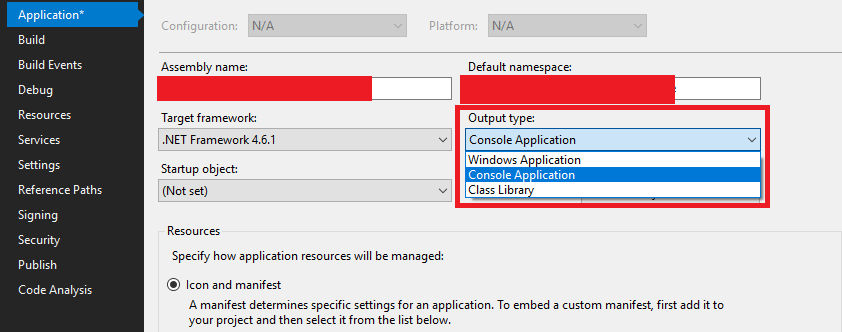 Application*
Build
Build Events
Debug
Resources
Services
Settings
Reference Paths
Signing
Security
Publish
Code Analysis
Configuration: N/A Platform: N/A
Assembly name: Default namespace:
Target framework: Output type:
.NET Framework 4.6.1 Console Application
Windows Application
Startup object: Console Application
(Not set) Class Library
Resources
Specify how application resources will be managed:
Icon and manifest
A manifest determines specific settings for an application. To embed a custom manifest, first add it to
your project and then select it from the list below.